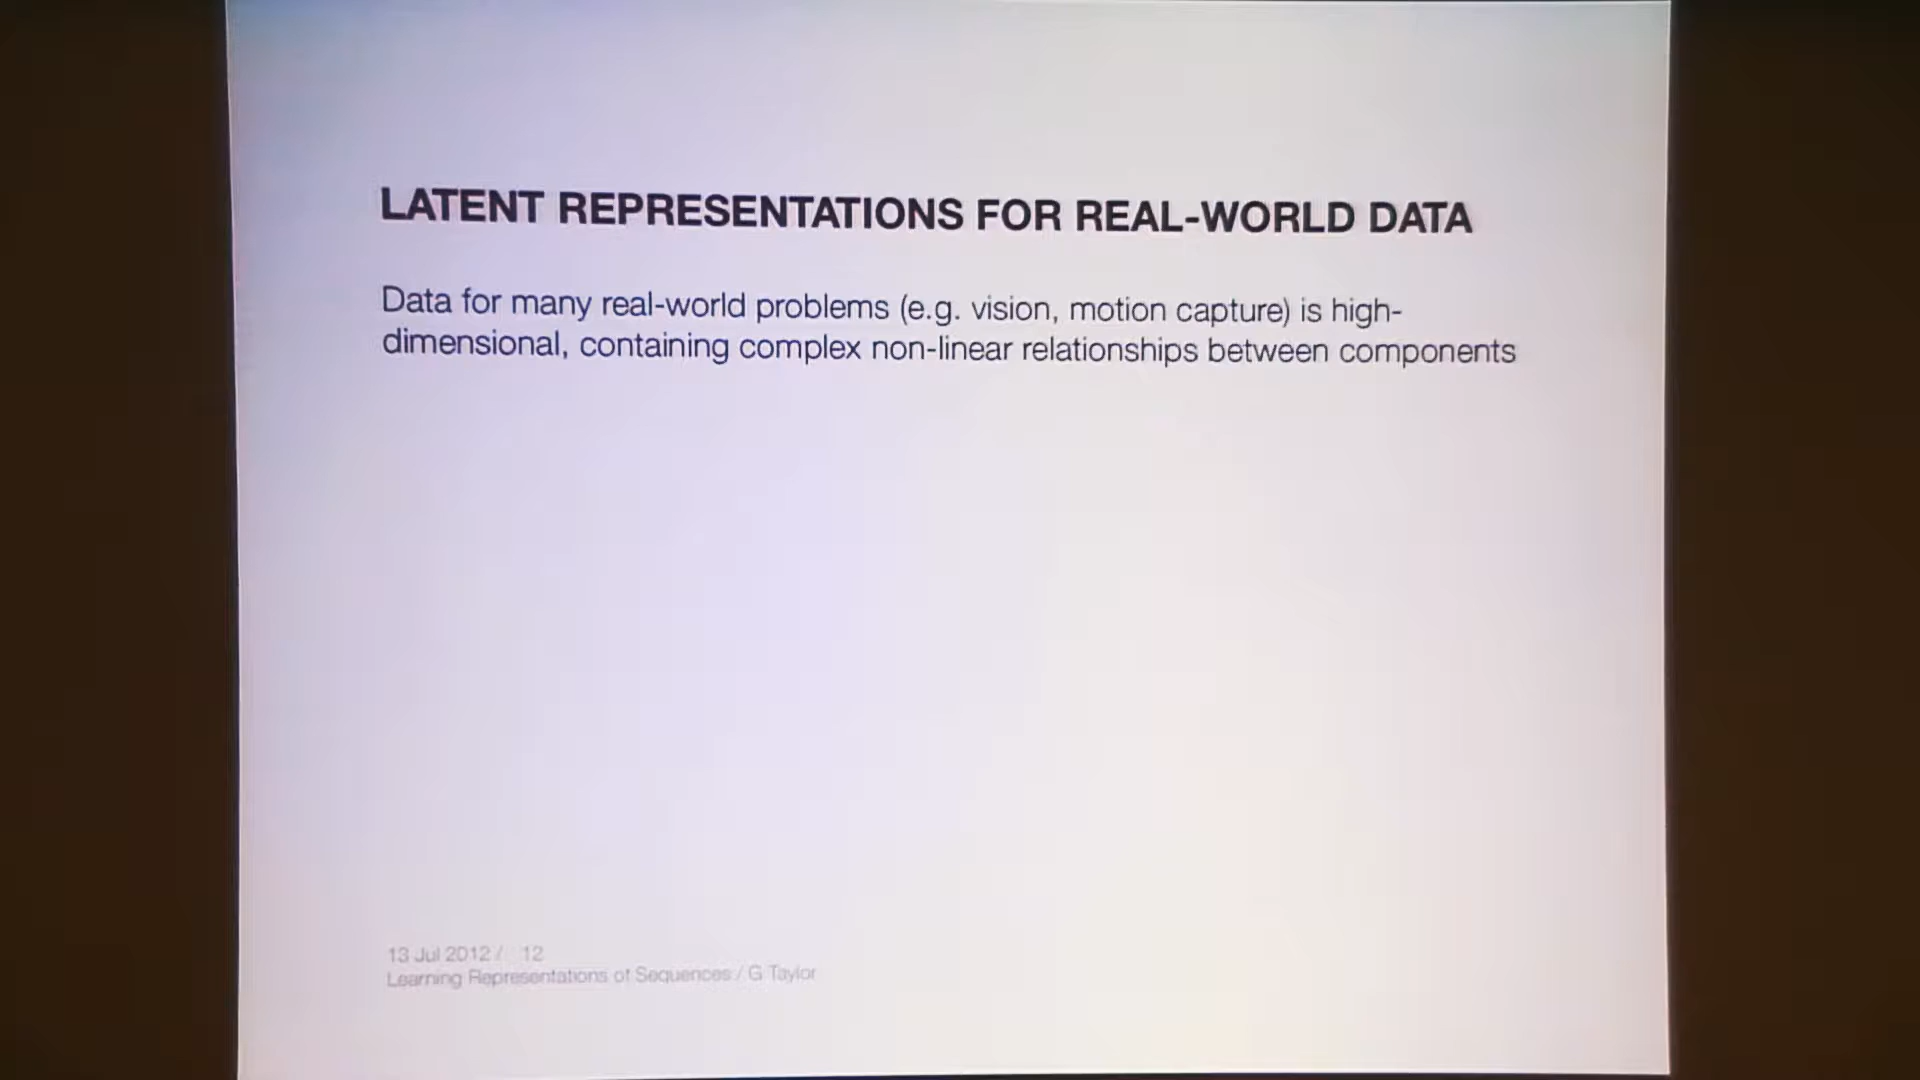 LATENT REPRESENTATIONS FOR REAL-WORLD DATA
Data for many real-world problems (e.g. vision, motion capture) is high-
dimensional, containing complex non-linear relationships between components
13 Jul 2012 / 12
Learning Representations of Sequences / G Taylor